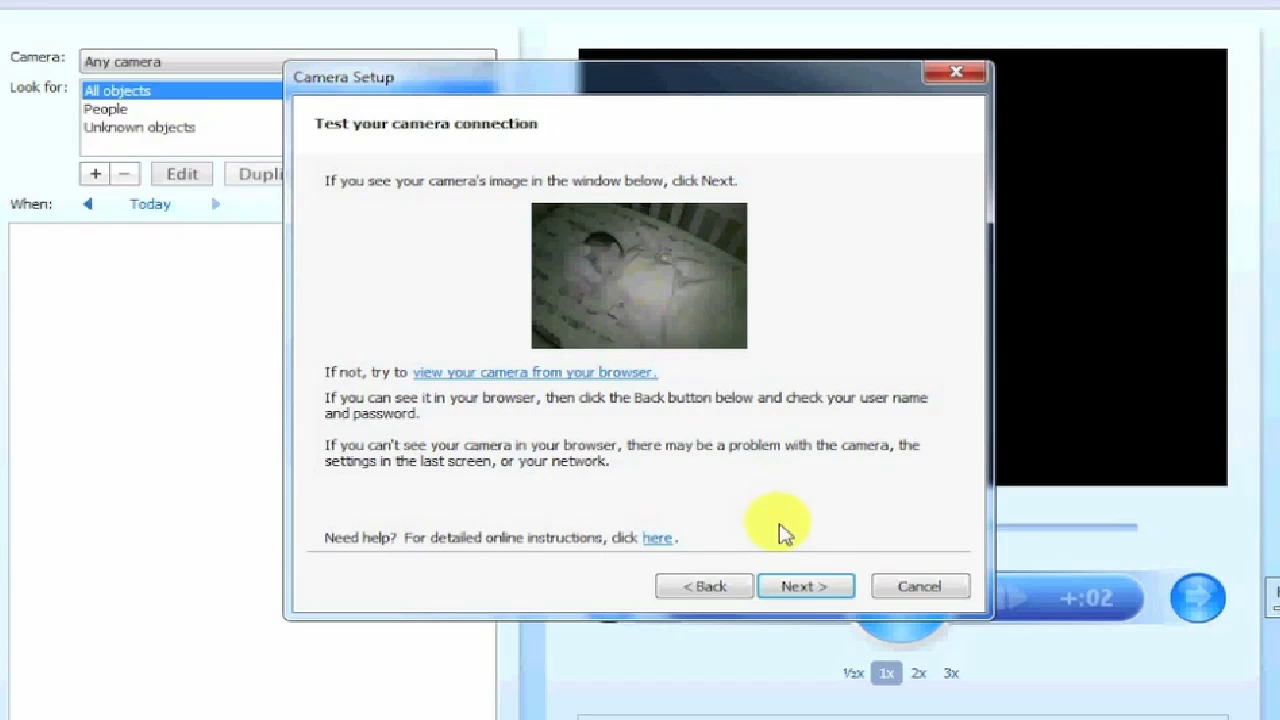 Camera:
Any camera
Look for:
All objects
People
Unknown objects
+
−
Edit
Dupli
When:
Today
Camera Setup
Test your camera connection
If you see your camera's image in the window below, click Next.
If not, try to view your camera from your browser.
If you can see it in your browser, then click the Back button below and check your user name
and password.
If you can't see your camera in your browser, there may be a problem with the camera, the
settings in the last screen, or your network.
Need help? For detailed online instructions, click here.
< Back
Next >
Cancel
+:02
½x 1x 2x 3x